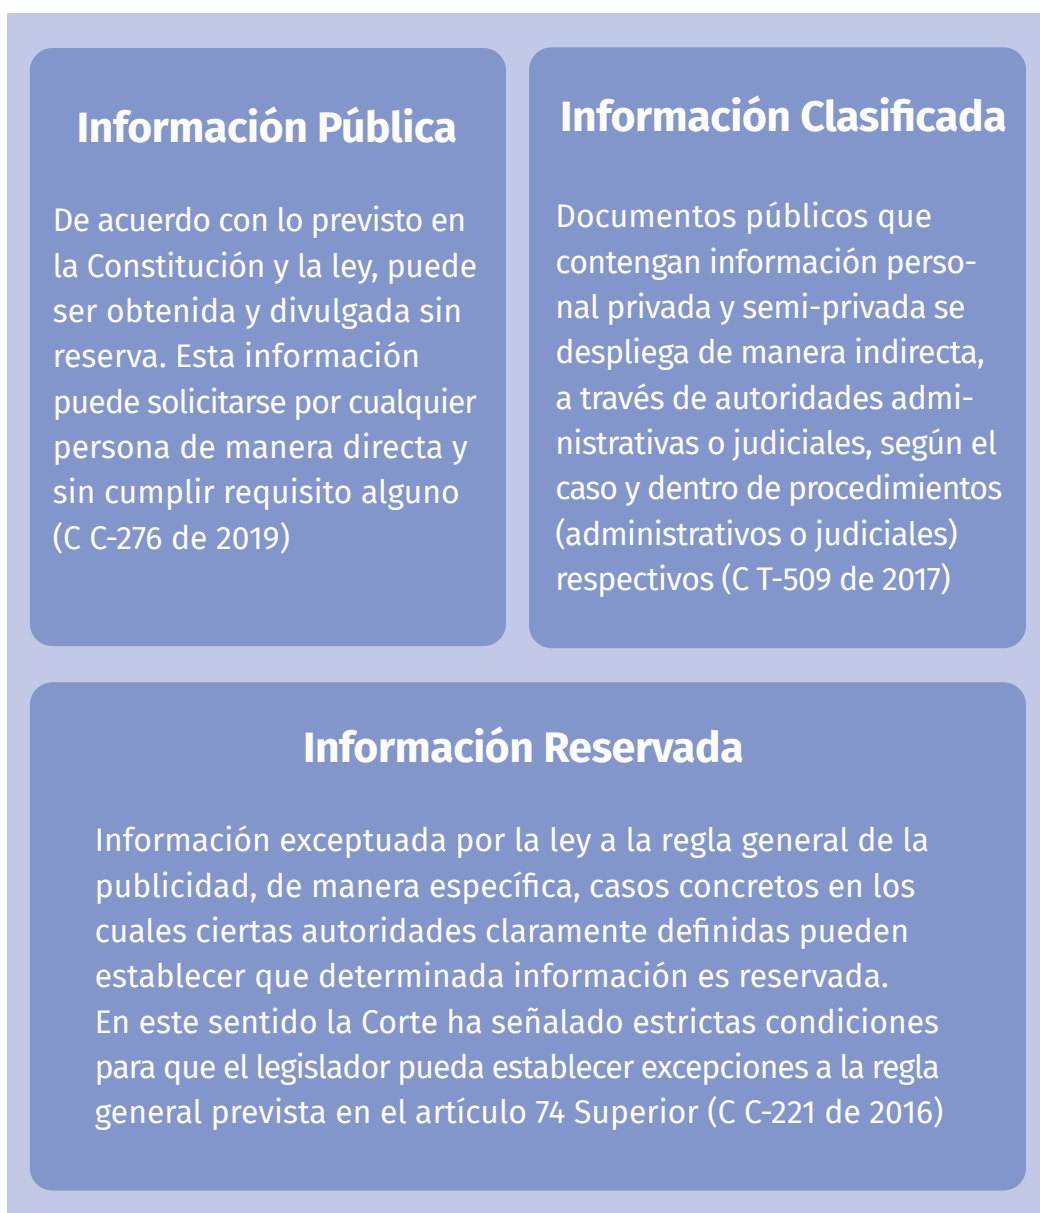 Información Pública
De acuerdo con lo previsto en
la Constitución y la ley, puede
ser obtenida y divulgada sin
reserva. Esta información
puede solicitarse por cualquier
persona de manera directa y
sin cumplir requisito alguno
(C C-276 de 2019)
Información Clasificada
Documentos públicos que
contengan información perso-
nal privada y semi-privada se
despliega de manera indirecta,
a través de autoridades admi-
nistrativas o judiciales, según el
caso y dentro de procedimientos
(administrativos o judiciales)
respectivos (C T-509 de 2017)
Información Reservada
Información exceptuada por la ley a la regla general de la
publicidad, de manera específica, casos concretos en los
cuales ciertas autoridades claramente definidas pueden
establecer que determinada información es reservada.
En este sentido la Corte ha señalado estrictas condiciones
para que el legislador pueda establecer excepciones a la regla
general prevista en el artículo 74 Superior (C C-221 de 2016)